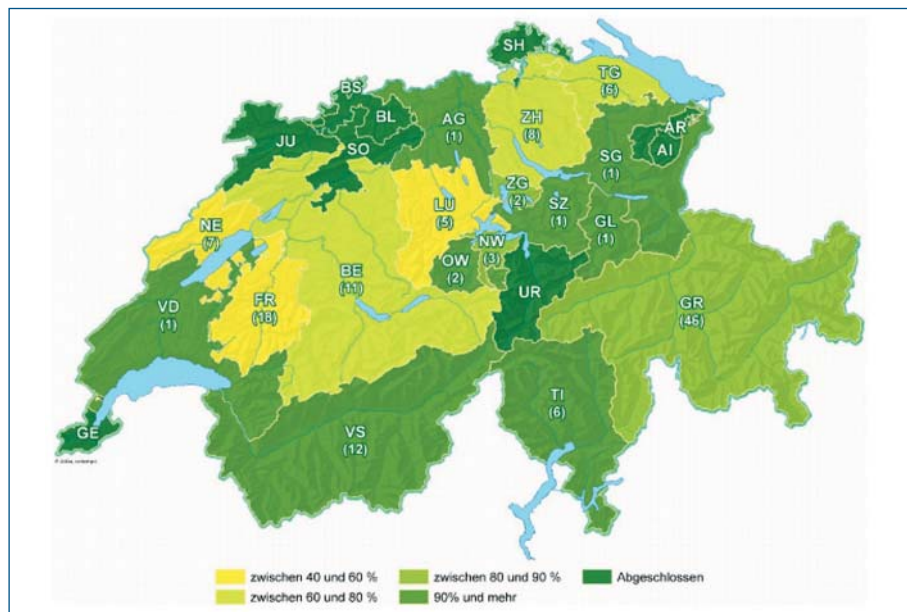 SH
TG
(6)
BS
BL
AG
(1)
ZH
(8)
AR
AI
JU
SO
SG
(1)
ZG
(2)
SZ
(1)
LU
(5)
GL
(1)
NE
(7)
NW
(3)
OW
(2)
BE
(11)
UR
GR
(46)
VD
(1)
FR
(18)
TI
(6)
GE
VS
(12)
zwischen 40 und 60 %
zwischen 80 und 90 %
Abgeschlossen
zwischen 60 und 80 %
90% und mehr